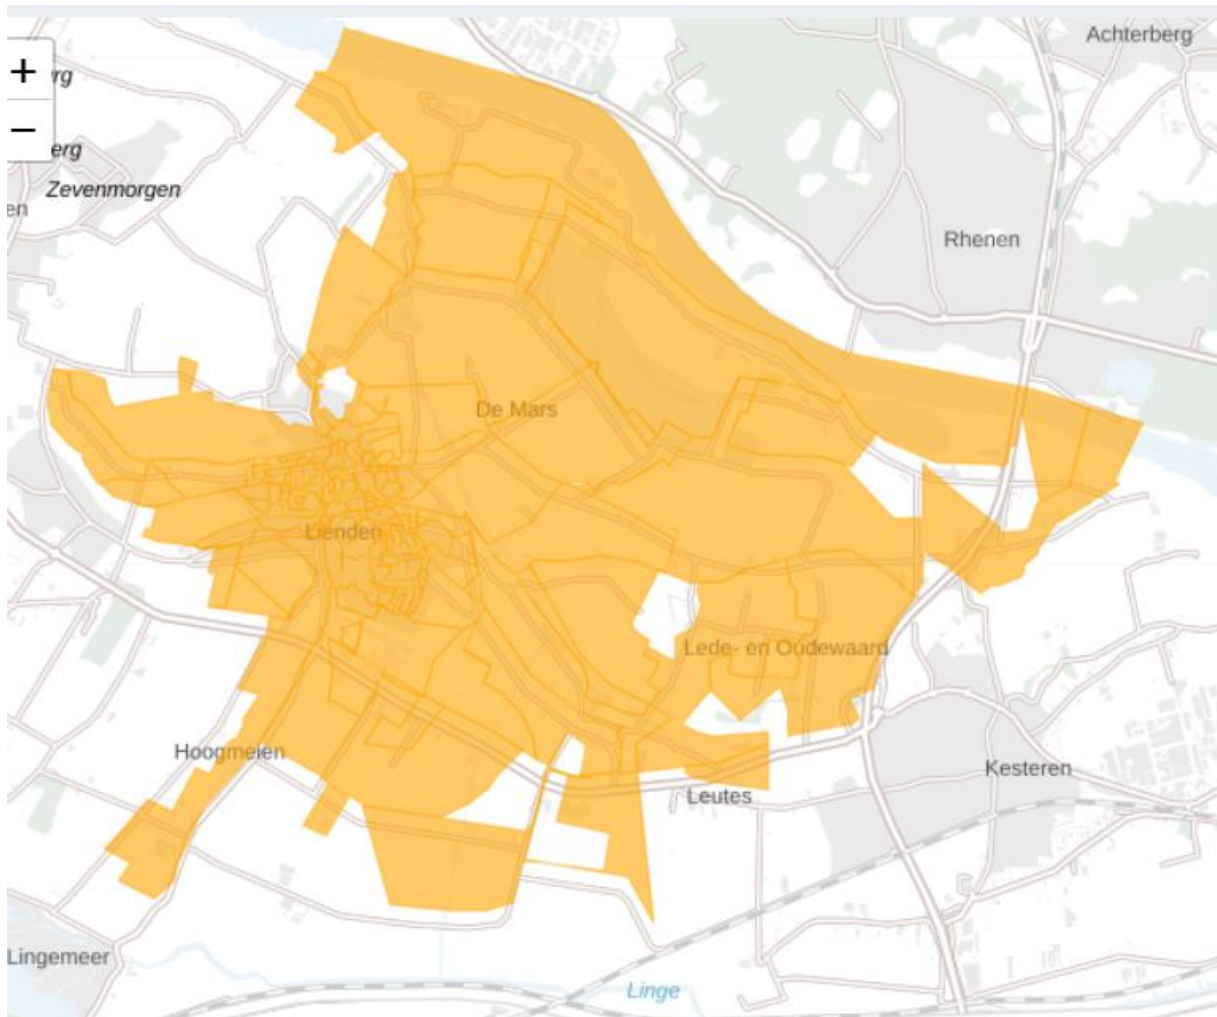 Achterberg
+
−
Zevenmorgen
Rhenen
De Mars
Lienden
Lede- en Oudewaard
Hoogmeien
Kesteren
Leutes
Lingemeer
Linge